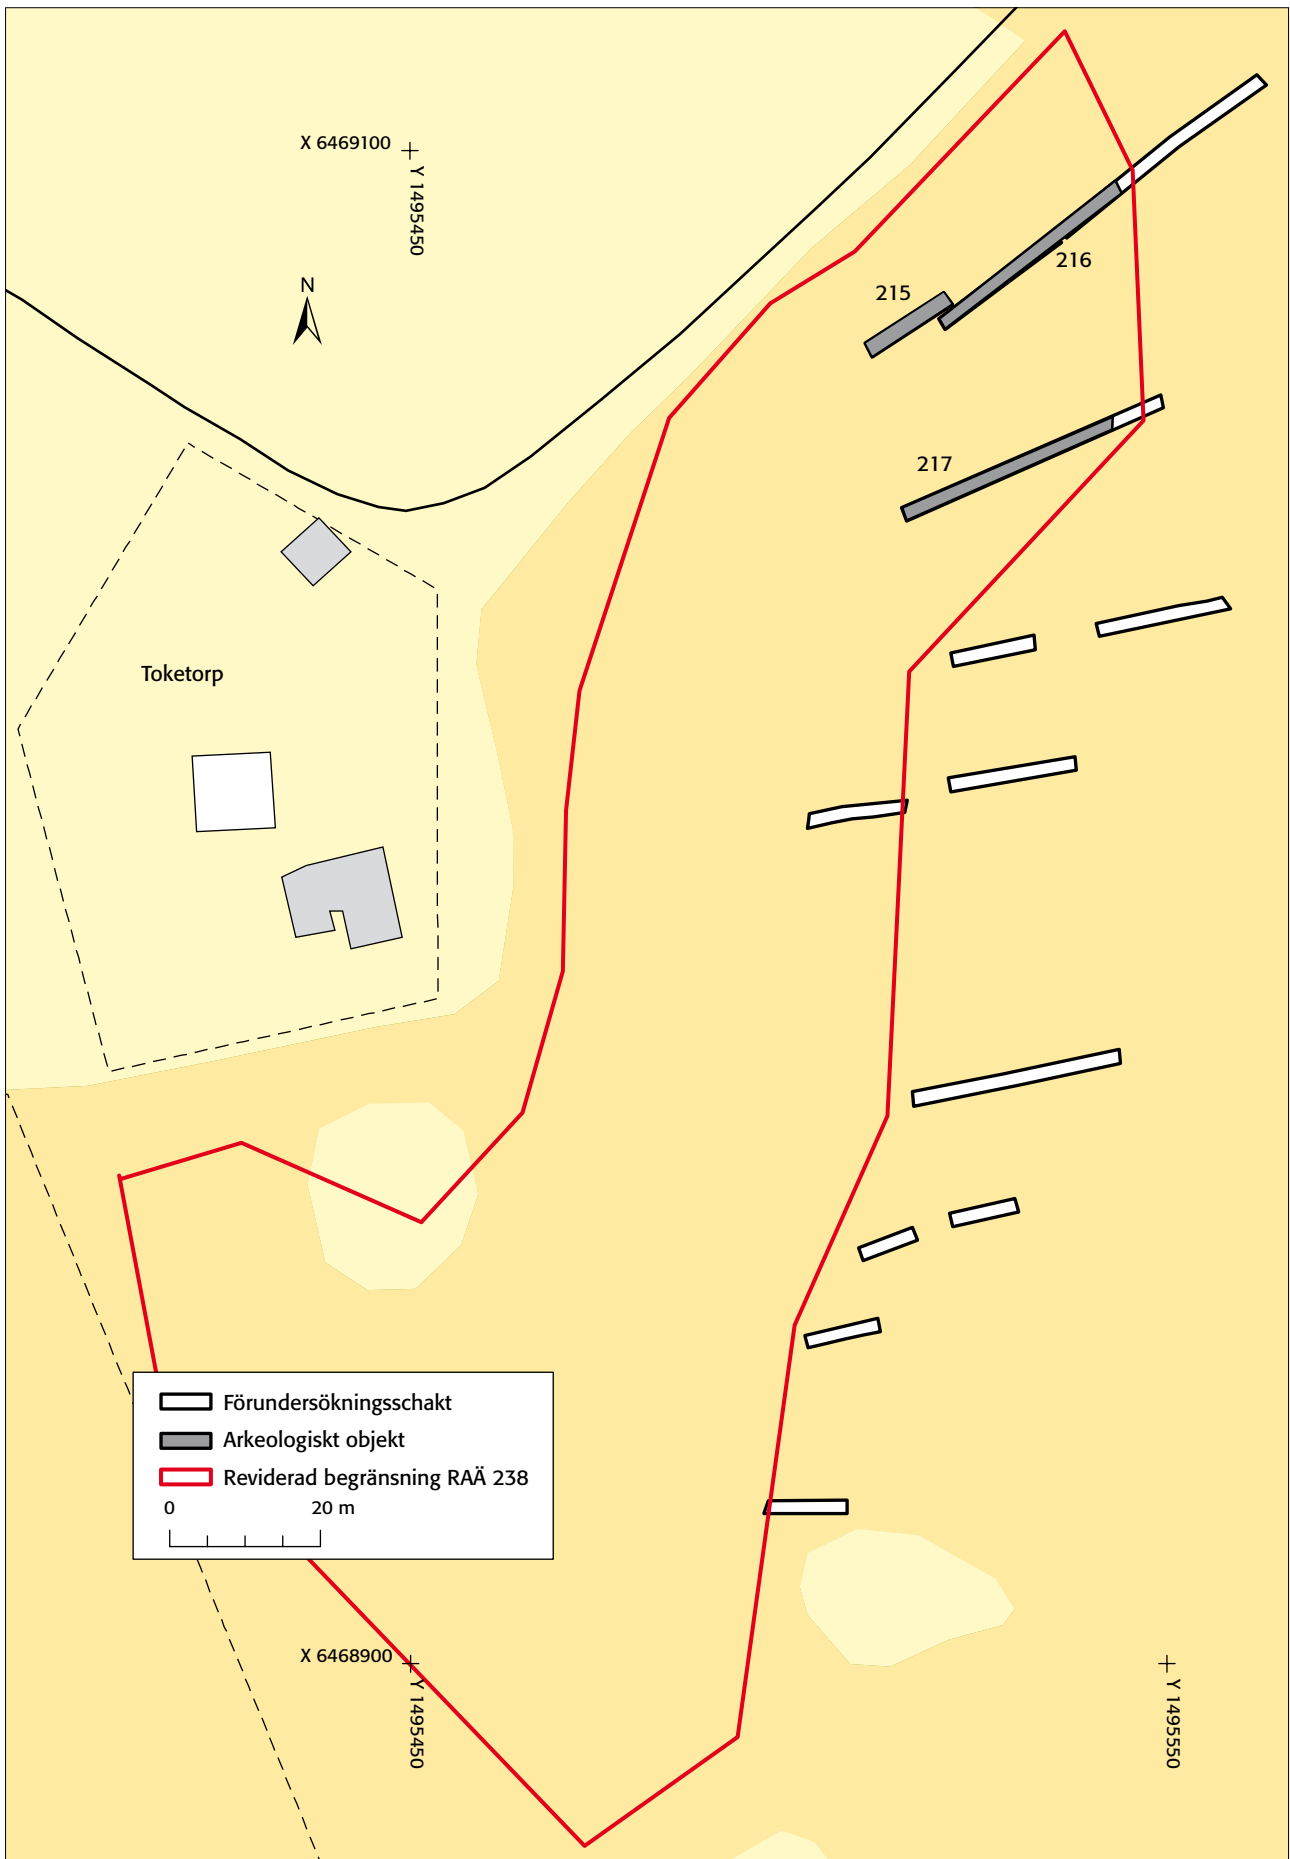 X 6469100
Y 1495450
N
216
215
217
Toketorp
Förundersökningsschakt
Arkeologiskt objekt
Reviderad begränsning RAÄ 238
0 20 m
X 6468900
Y 1495450
Y 1495550